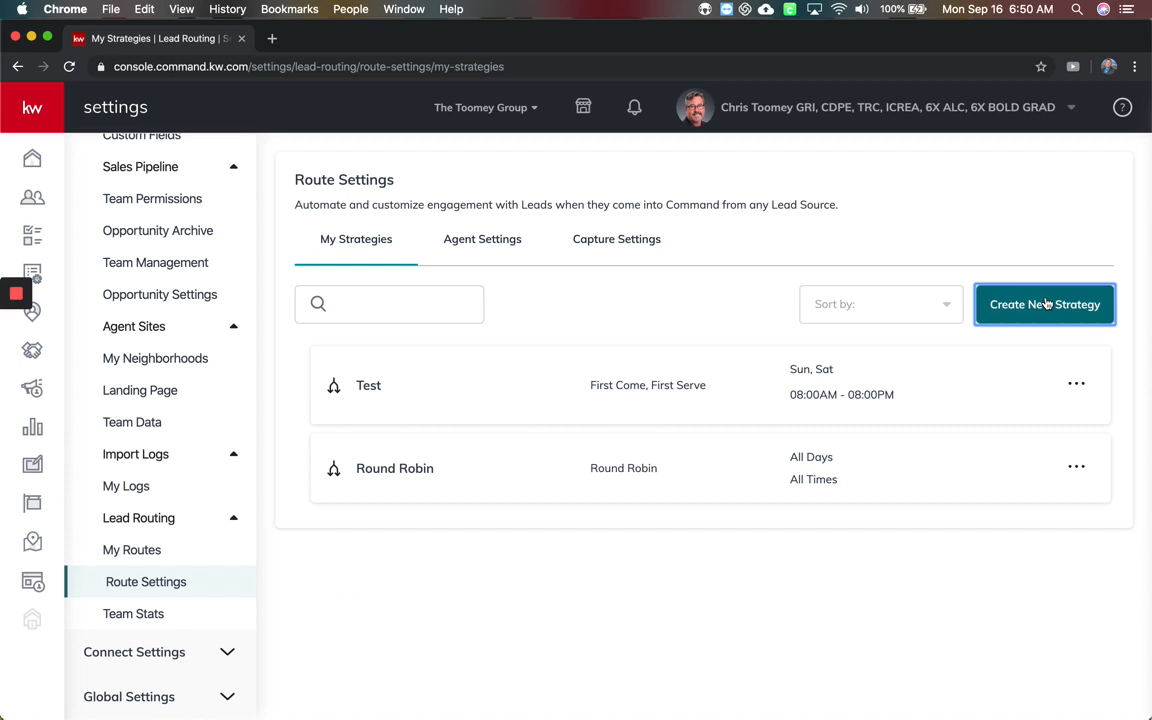 Chrome File Edit View History Bookmarks People Window Help 100% Mon Sep 16 6:50 AM
kw My Strategies | Lead Routing | S
console.command.kw.com/settings/lead-routing/route-settings/my-strategies
kw settings The Toomey Group Chris Toomey GRI, CDPE, TRC, ICREA, 6X ALC, 6X BOLD GRAD ?
Custom Fields
Sales Pipeline
Team Permissions
Opportunity Archive
Team Management
Opportunity Settings
Agent Sites
My Neighborhoods
Landing Page
Team Data
Import Logs
My Logs
Lead Routing
My Routes
Route Settings
Team Stats
Connect Settings
Global Settings
Route Settings
Automate and customize engagement with Leads when they come into Command from any Lead Source.
My Strategies Agent Settings Capture Settings
Sort by: Create New Strategy
Test First Come, First Serve Sun, Sat
08:00AM - 08:00PM
Round Robin Round Robin All Days
All Times